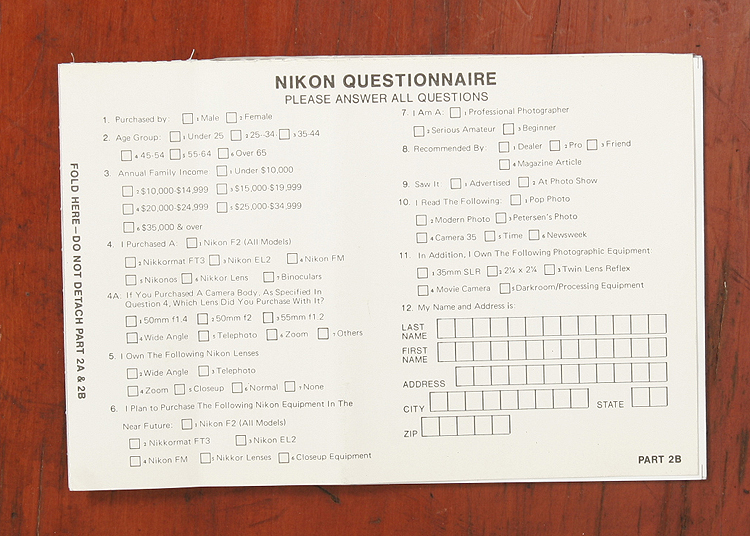 NIKON QUESTIONNAIRE
PLEASE ANSWER ALL QUESTIONS
1. Purchased by: 1 Male 2 Female
2. Age Group: 1 Under 25 2 25-34 3 35-44
4 45-54 5 55-64 6 Over 65
3. Annual Family Income 1 Under $10,000
2 $10,000-$14,999 3 $15,000-$19,999
4 $20,000-$24,999 5 $25,000-$34,999
6 $35,000 & over
4. I Purchased A: 1 Nikon F2 (All Models)
2 Nikkormat FT3 3 Nikon EL2 4 Nikon FM
5 Nikonos 6 Nikkor Lens 7 Binoculars
4A. If You Purchased A Camera Body, As Specified In
Question 4, Which Lens Did You Purchase With It?
1 50mm f1.4 2 50mm f2 3 55mm f1.2
4 Wide Angle 5 Telephoto 6 Zoom 7 Others
5. I Own The Following Nikon Lenses
2 Wide Angle 3 Telephoto
4 Zoom 5 Closeup 6 Normal 7 None
6. I Plan to Purchase The Following Nikon Equipment In The
Near Future: 1 Nikon F2 (All Models)
2 Nikkormat FT3 3 Nikon EL2
4 Nikon FM 5 Nikkor Lenses 6 Closeup Equipment
7. I Am A: 1 Professional Photographer
2 Serious Amateur 3 Beginner
8. Recommended By: 1 Dealer 2 Pro 3 Friend
4 Magazine Article
9. Saw It 1 Advertised 2 At Photo Show
10. I Read The Following: 1 Pop Photo
2 Modern Photo 3 Petersen's Photo
4 Camera 35 5 Time 6 Newsweek
11. In Addition, I Own The Following Photographic Equipment
1 35mm SLR 2 2¼ x 2¼ 3 Twin Lens Reflex
4 Movie Camera 5 Darkroom/Processing Equipment
12. My Name and Address is:
LAST
NAME
FIRST
NAME
ADDRESS
CITY STATE
ZIP
PART 2B
FOLD HERE—DO NOT DETACH PART 2A & 2B